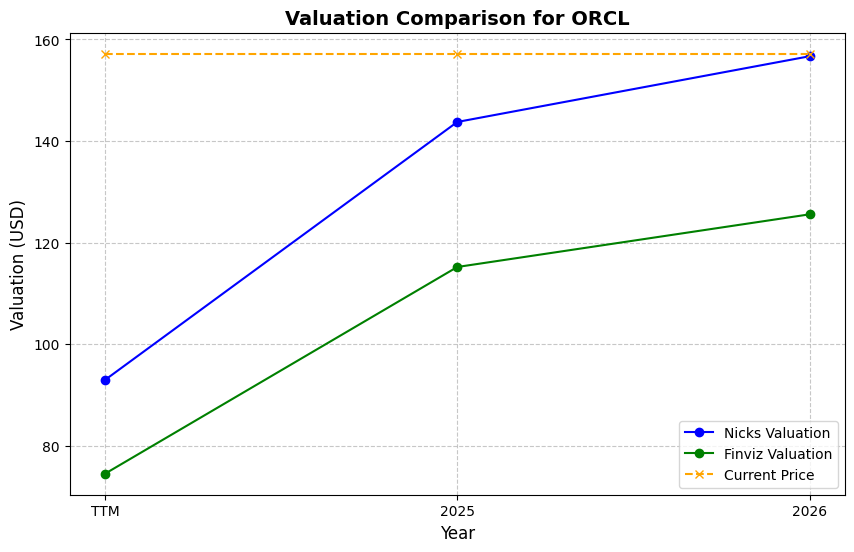 Valuation Comparison for ORCL
160
140
120
100
80
Valuation (USD)
TTM
2025
2026
Year
Nicks Valuation
Finviz Valuation
Current Price